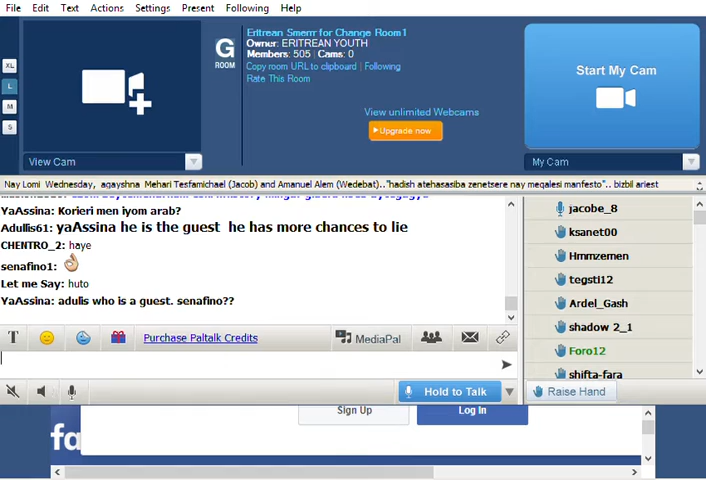 File Edit Text Actions Settings Present Following Help
XL
L
M
S
View Cam
G
ROOM
Eritrean Smerrr for Change Room1
Owner: ERITREAN YOUTH
Members: 505 | Cams: 0
Copy room URL to clipboard | Following
Rate This Room
View unlimited Webcams
Upgrade now
Start My Cam
My Cam
Nay Lomi Wednesday, agayshna Mehari Tesfamichael (Jacob) and Amanuel Alem (Wedebat).."hadish atehasasiba zenetsere nay meqalesi manfesto".. bizbil ariest
YaAssina: Korieri men iyom arab?
Adullis61: yaAssina he is the guest he has more chances to lie
CHENTRO_2: haye
senafino1:
Let me Say: huto
YaAssina: adulis who is a guest. senafino??
jacobe_8
ksanet00
Hmmzemen
tegsti12
Ardel_Gash
shadow 2_1
Foro12
shifta-fara
T
Purchase Paltalk Credits
MediaPal
Hold to Talk
Raise Hand
Sign Up
Log In
fa